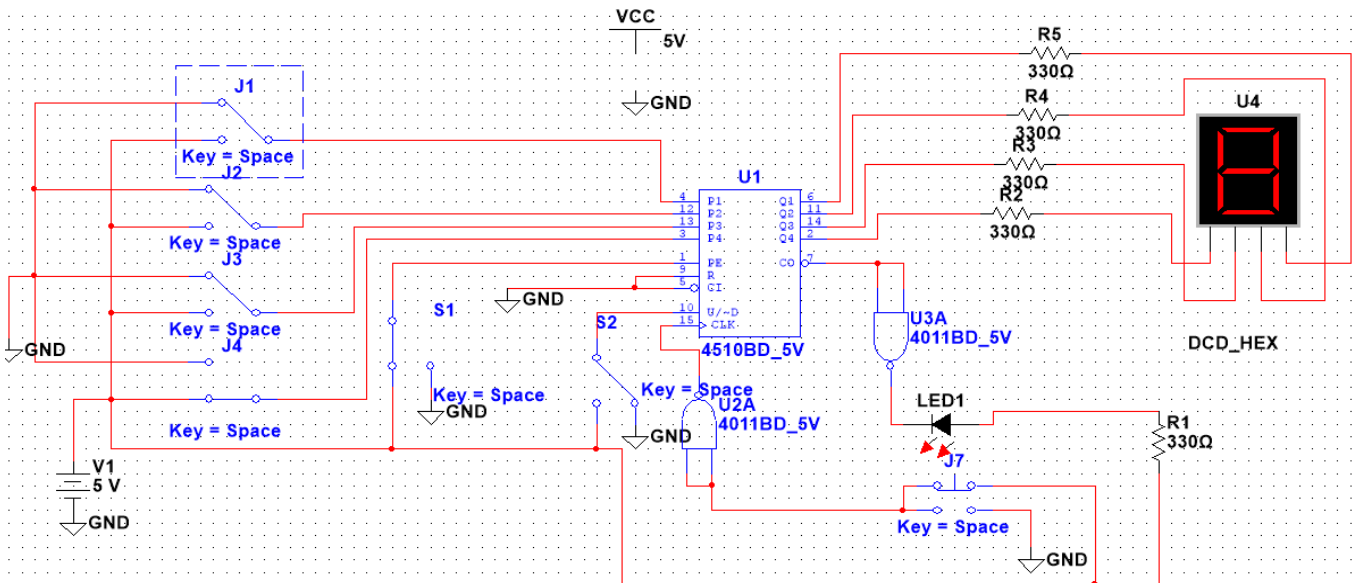 VCC
5V
GND
J1
Key = Space
J2
Key = Space
J3
Key = Space
J4
Key = Space
GND
V1
5 V
GND
S1
Key = Space
GND
GND
S2
Key = Space
GND
U1
4 P1
12 P2
13 P3
3 P4
1 PE
9 R
5 CI
10 U/~D
15 CLK
Q1 6
Q2 11
Q3 14
Q4 2
CO 7
4510BD_5V
U2A
4011BD_5V
U3A
4011BD_5V
LED1
R1
330Ω
J7
Key = Space
GND
R5
330Ω
R4
330Ω
R3
330Ω
R2
330Ω
U4
DCD_HEX